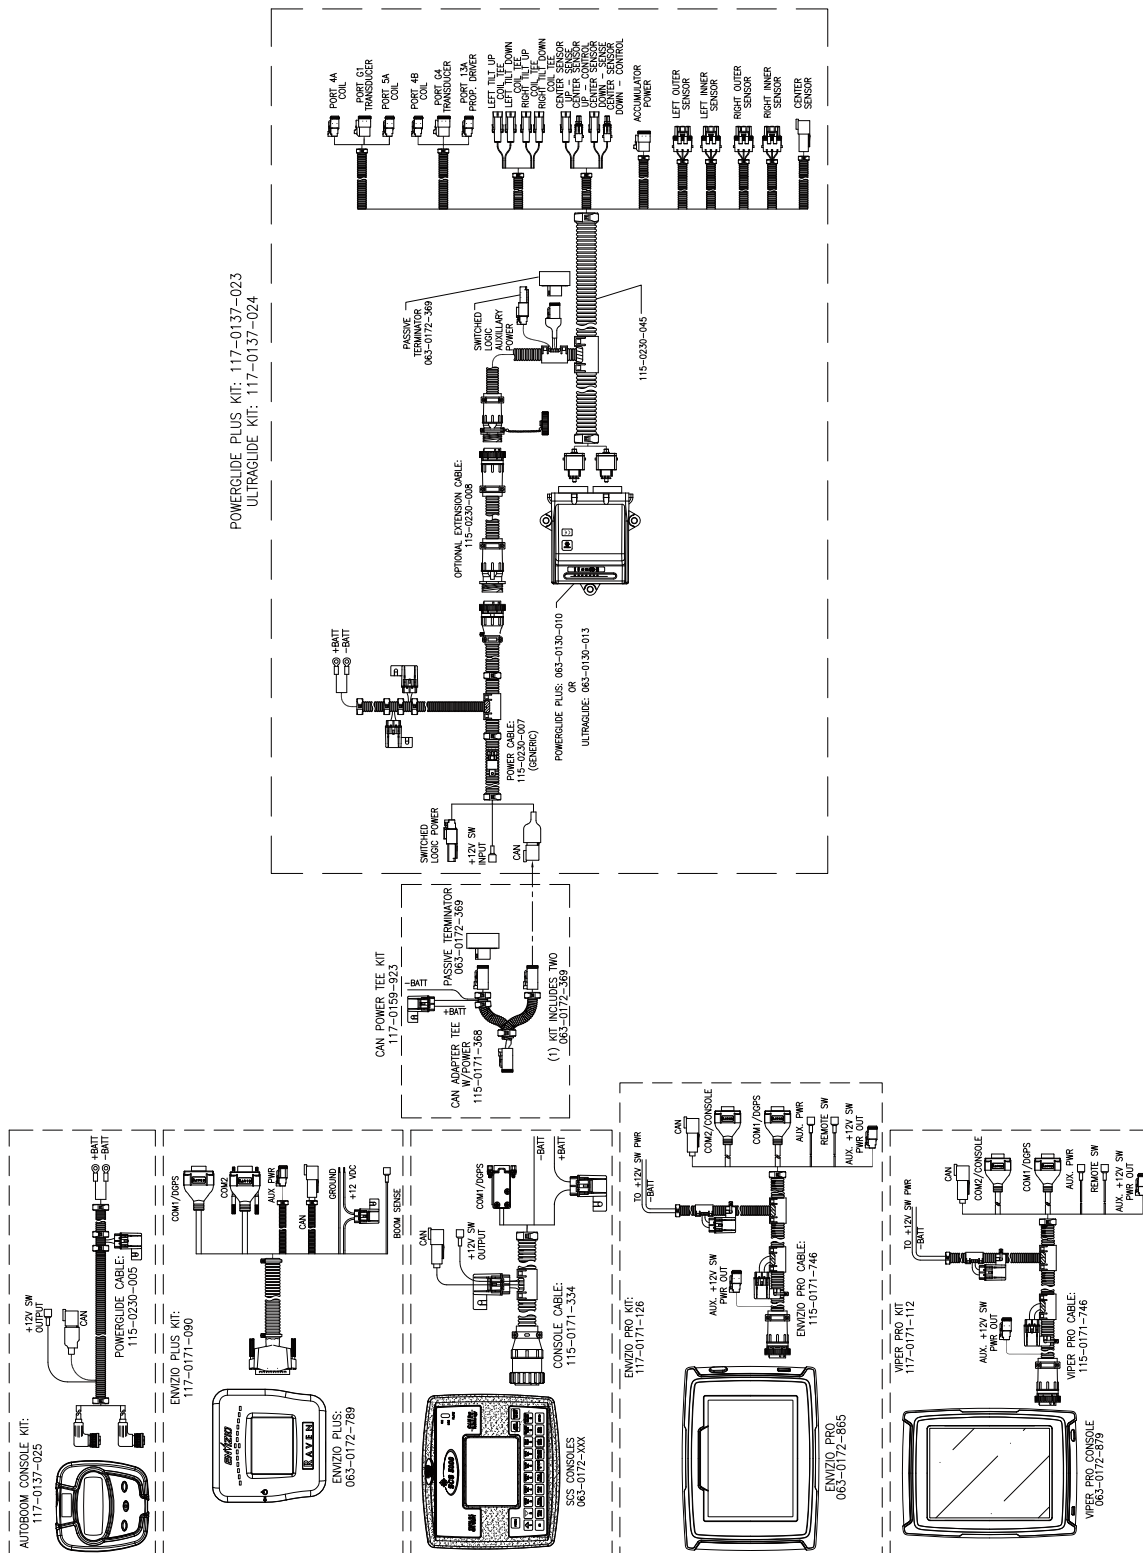 POWERGLIDE PLUS KIT: 117-0137-023
ULTRAGLIDE KIT: 117-0137-024
PORT 4A
COIL
PORT G1
TRANSDUCER
PORT 5A
COIL
PORT 4B
COIL
PORT G4
TRANSDUCER
PORT 13A
PROP. DRIVER
LEFT TILT UP
COIL TEE
LEFT TILT DOWN
COIL TEE
RIGHT TILT UP
COIL TEE
RIGHT TILT DOWN
COIL TEE
CENTER SENSOR
UP - SENSE
CENTER SENSOR
UP - CONTROL
CENTER SENSOR
DOWN - SENSE
CENTER SENSOR
DOWN - CONTROL
ACCUMULATOR
POWER
LEFT OUTER
SENSOR
LEFT INNER
SENSOR
RIGHT OUTER
SENSOR
RIGHT INNER
SENSOR
CENTER
SENSOR
PASSIVE
TERMINATOR
063-0172-369
SWITCHED
LOGIC
AUXILLARY
POWER
115-0230-045
OPTIONAL EXTENSION CABLE:
115-0230-008
POWERGLIDE PLUS: 063-0130-010
OR
ULTRAGLIDE: 063-0130-013
+BATT
-BATT
POWER CABLE:
115-0230-007
(GENERIC)
SWITCHED
LOGIC POWER
+12V SW
INPUT
CAN
CAN POWER TEE KIT
117-0159-923
-BATT
+BATT
PASSIVE TERMINATOR
063-0172-369
CAN ADAPTER TEE
W/POWER
115-0171-368
(1) KIT INCLUDES TWO
063-0172-369
AUTOBOOM CONSOLE KIT:
117-0137-025
+12V SW
OUTPUT
CAN
+BATT
-BATT
POWERGLIDE CABLE:
115-0230-005
ENVIZIO PLUS KIT:
117-0171-090
COM1/DGPS
COM2
AUX PWR
CAN
GROUND
+12 VDC
BOOM SENSE
ENVIZIO
RAVEN
ENVIZIO PLUS:
063-0172-789
CAN
+12V SW
OUTPUT
COM1/DGPS
-BATT
+BATT
CONSOLE CABLE:
115-0171-334
SCS CONSOLES
063-0172-XXX
ENVIZIO PRO KIT:
117-0171-126
TO +12V SW PWR
-BATT
CAN
COM2/CONSOLE
COM1/DGPS
AUX. PWR
REMOTE SW
AUX. +12V SW
PWR OUT
AUX. +12V SW
PWR OUT
ENVIZIO PRO CABLE:
115-0171-746
ENVIZIO PRO
063-0172-865
VIPER PRO KIT
117-0171-112
TO +12V SW PWR
-BATT
CAN
COM2/CONSOLE
COM1/DGPS
AUX. PWR
REMOTE SW
AUX. +12V SW
PWR OUT
AUX. +12V SW
PWR OUT
VIPER PRO CABLE:
115-0171-746
VIPER PRO CONSOLE
063-0172-879